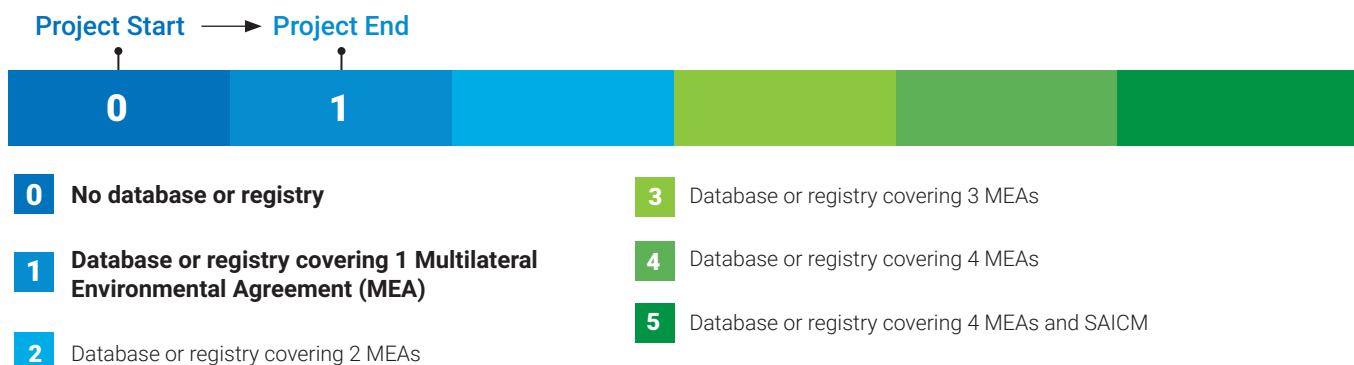 Project Start → Project End
0 1
0 No database or registry
1 Database or registry covering 1 Multilateral
Environmental Agreement (MEA)
2 Database or registry covering 2 MEAs
3 Database or registry covering 3 MEAs
4 Database or registry covering 4 MEAs
5 Database or registry covering 4 MEAs and SAICM